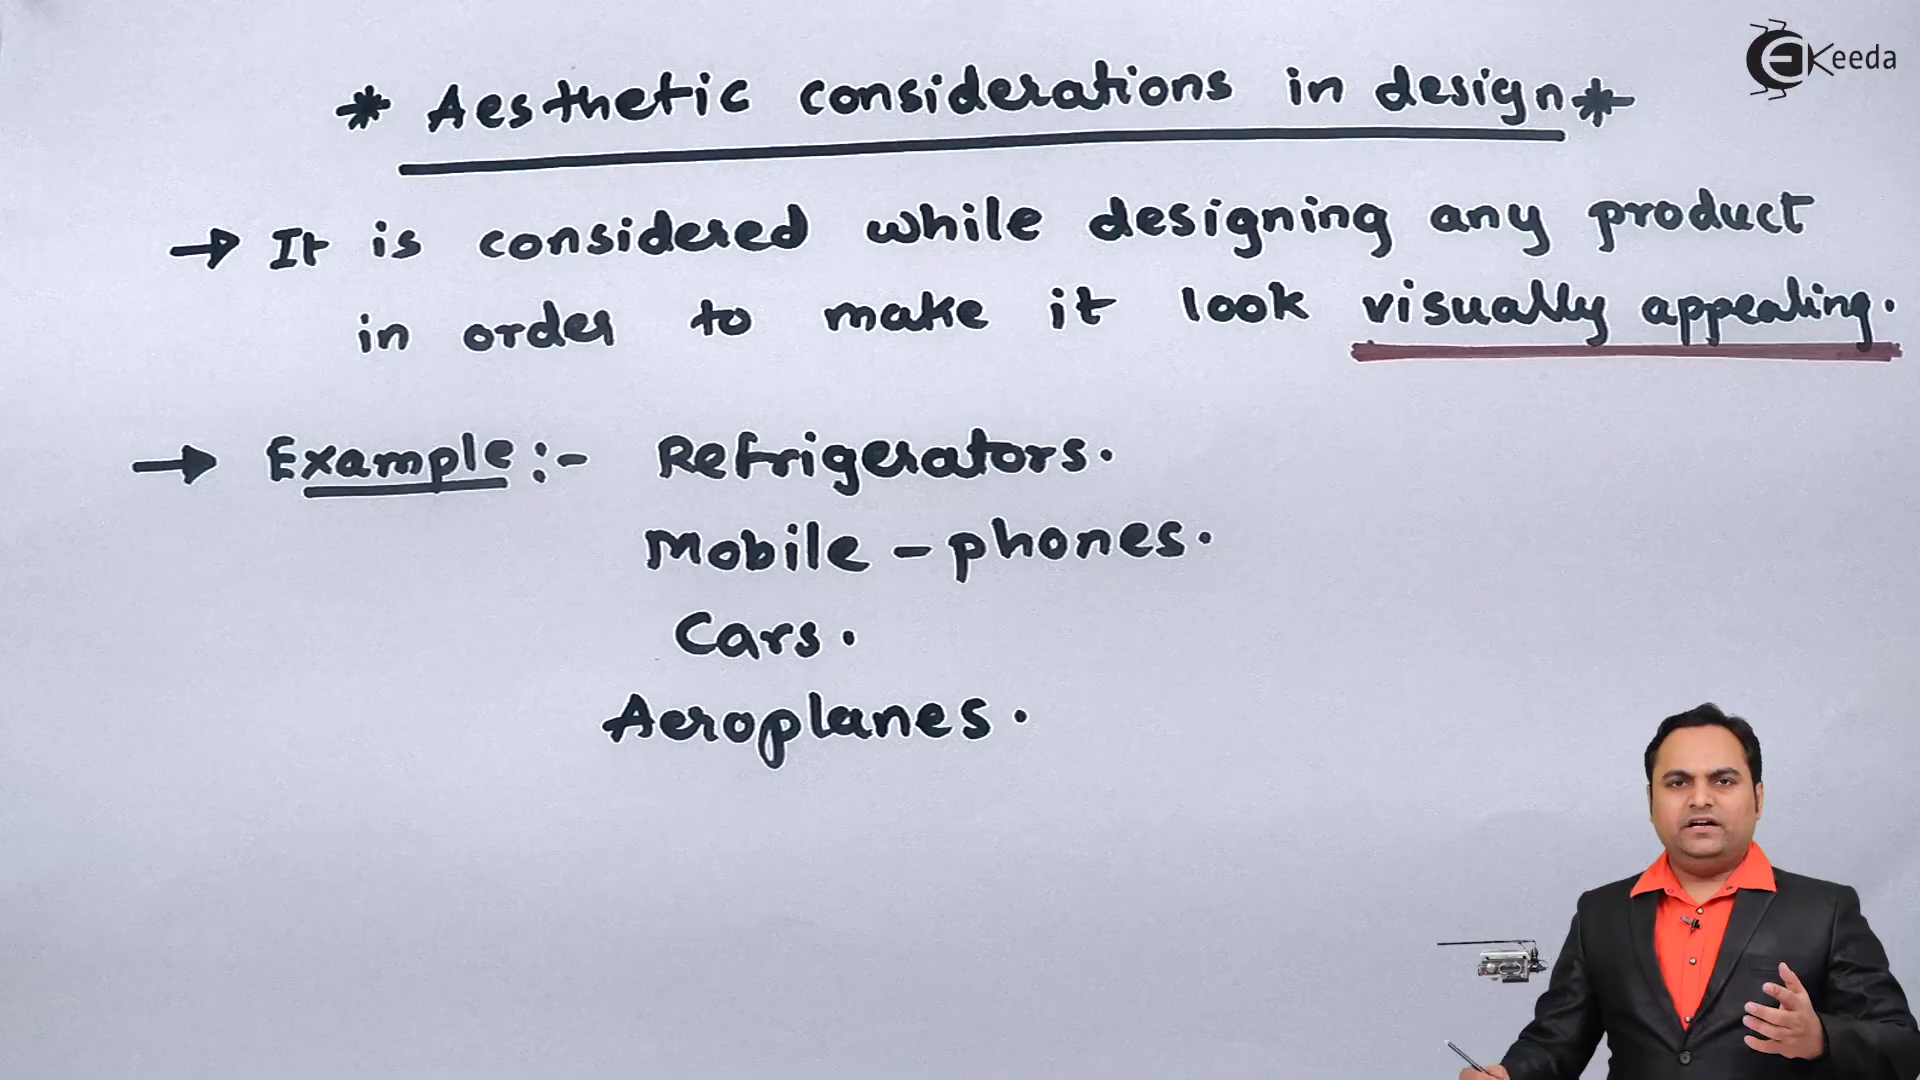 EKeeda
* Aesthetic considerations in design *
→ It is considered while designing any product
in order to make it look visually appealing.
→ Example :- Refrigerators.
Mobile - phones.
Cars.
Aeroplanes.